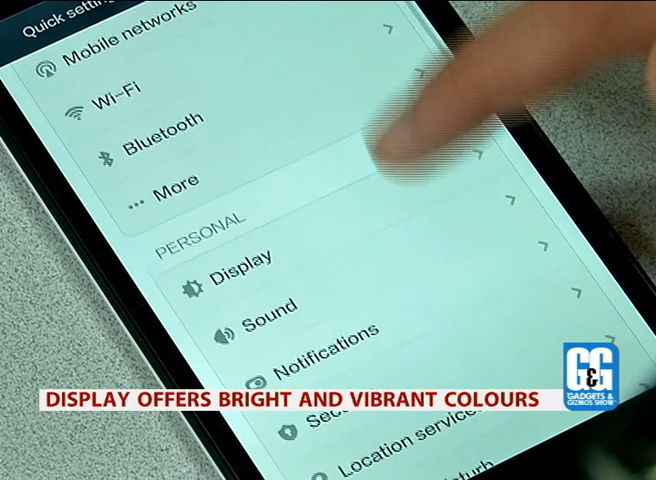 Quick
Mobile networks
Wi-Fi
Bluetooth
More
PERSONAL
Display
Sound
Notifications
Location
G&G
GADGETS &
GIZMOS SHOW
DISPLAY OFFERS BRIGHT AND VIBRANT COLOURS